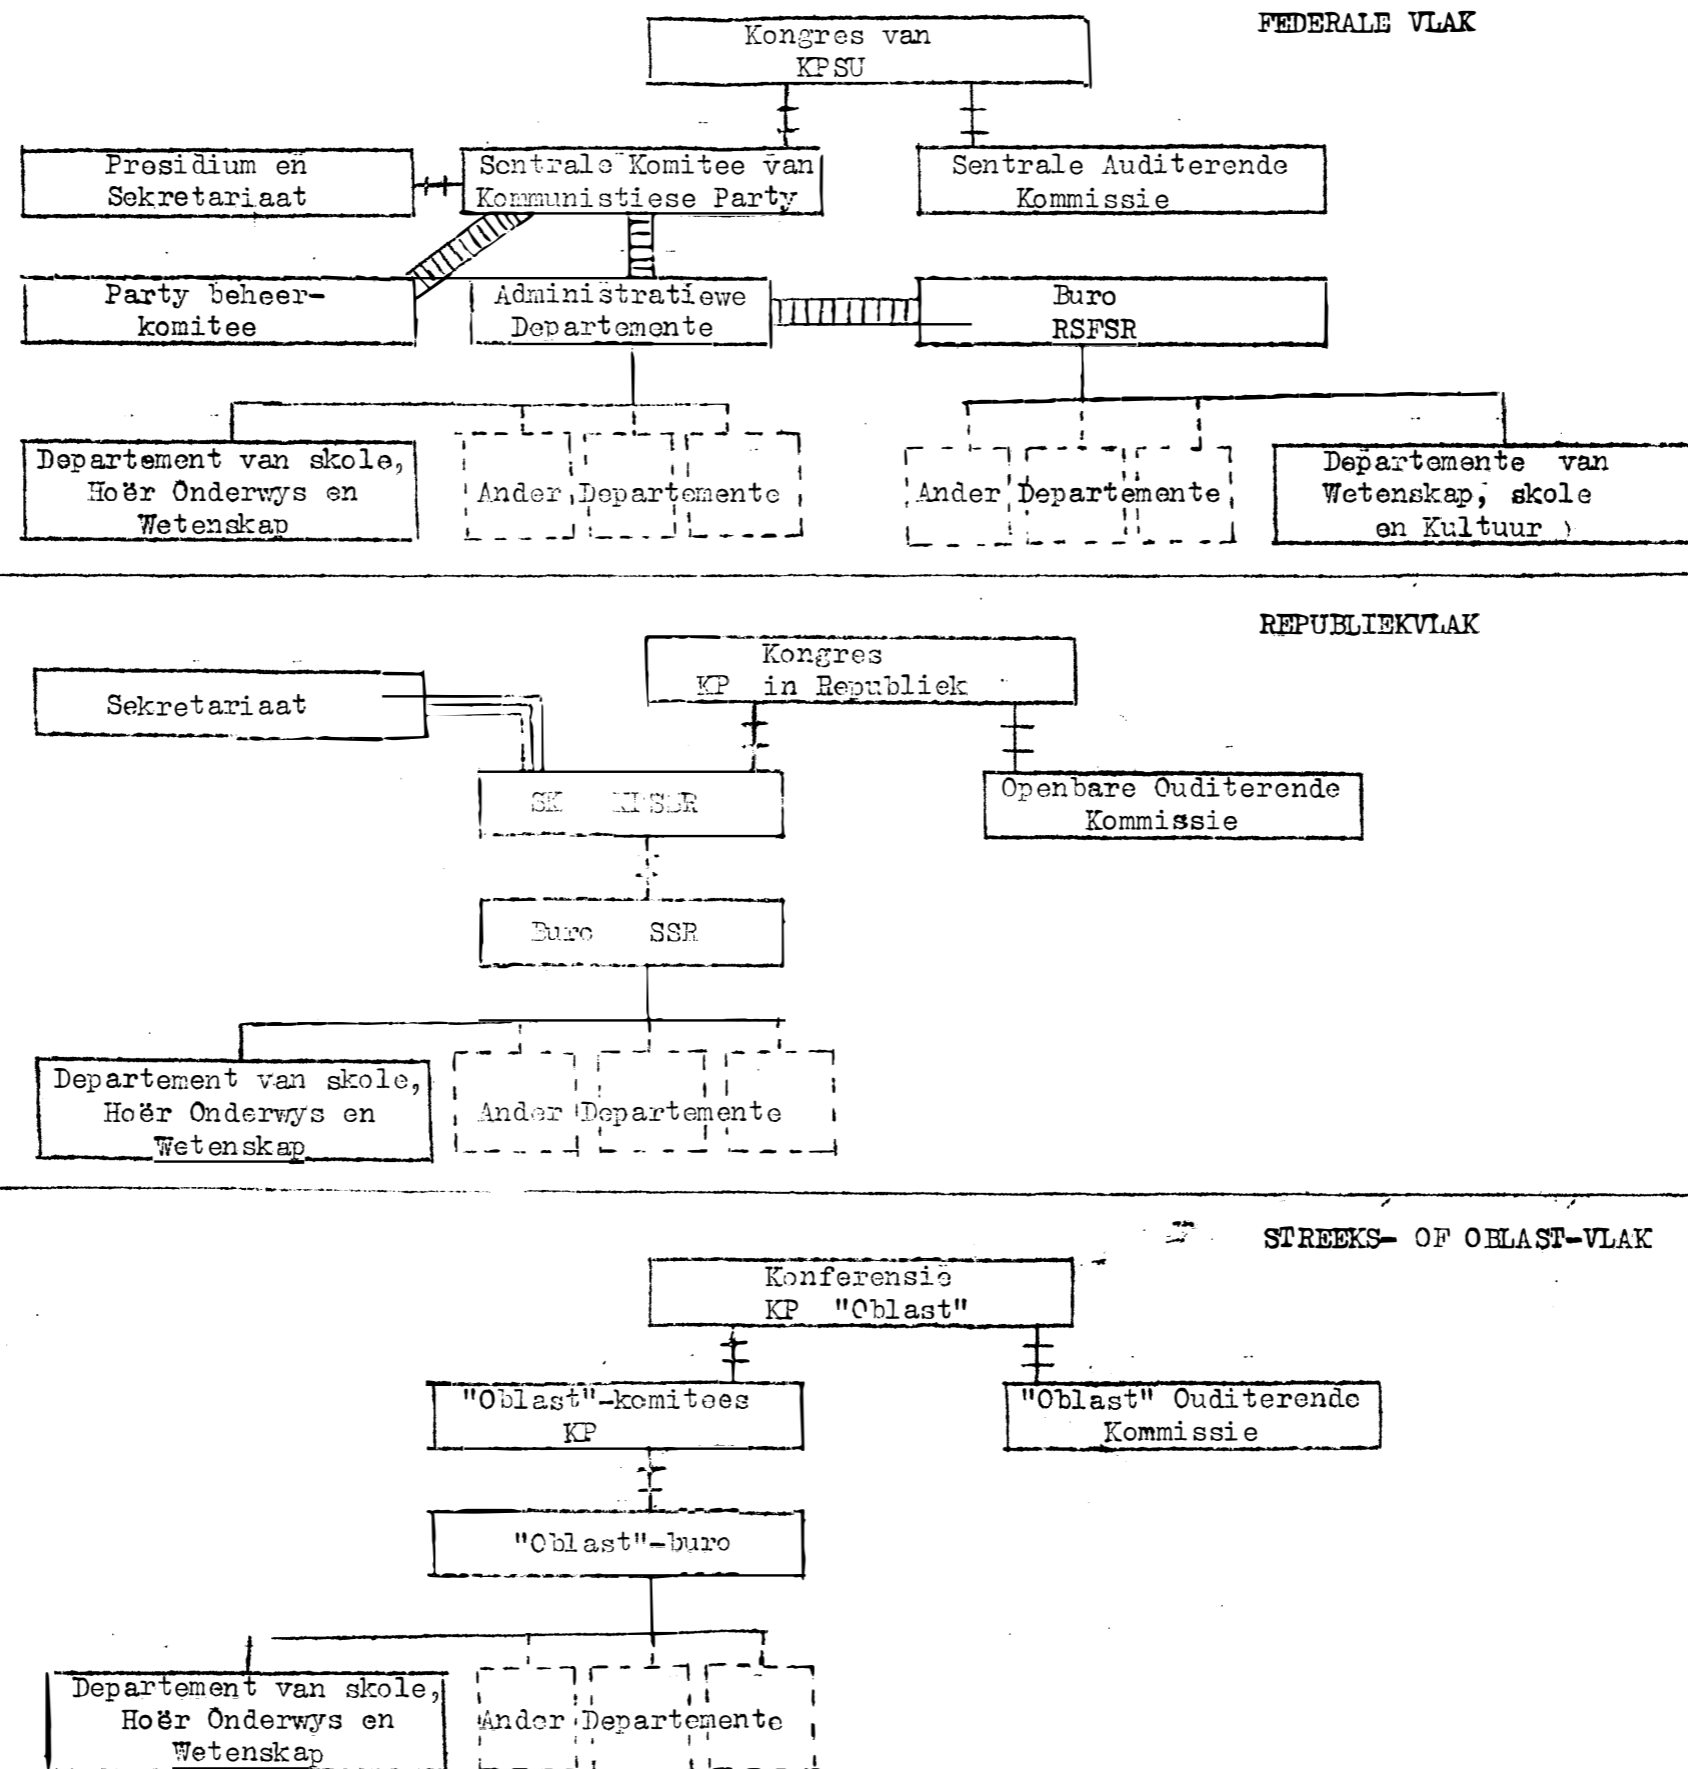 FEDERALE VLAK
Kongres van
KPSU
Presidium en
Sekretariaat
Sentrale Komitee van
Kommunistiese Party
Sentrale Auditerende
Kommissie
Party beheer-
komitee
Administratiewe
Departemente
Buro
RSFSR
Departement van skole,
Hoër Onderwys en
Wetenskap
Ander Departemente
Ander Departemente
Departemente van
Wetenskap, skole
en Kultuur
REPUBLIEKVLAK
Kongres
KP in Republiek
Sekretariaat
SK
Openbare Ouditerende
Kommissie
Buro SSR
Departement van skole,
Hoër Onderwys en
Wetenskap
Ander Departemente
STREEKS- OF OBLAST-VLAK
Konferensie
KP "Oblast"
"Oblast"-komitees
KP
"Oblast" Ouditerende
Kommissie
"Oblast"-buro
Departement van skole,
Hoër Onderwys en
Wetenskap
Ander Departemente